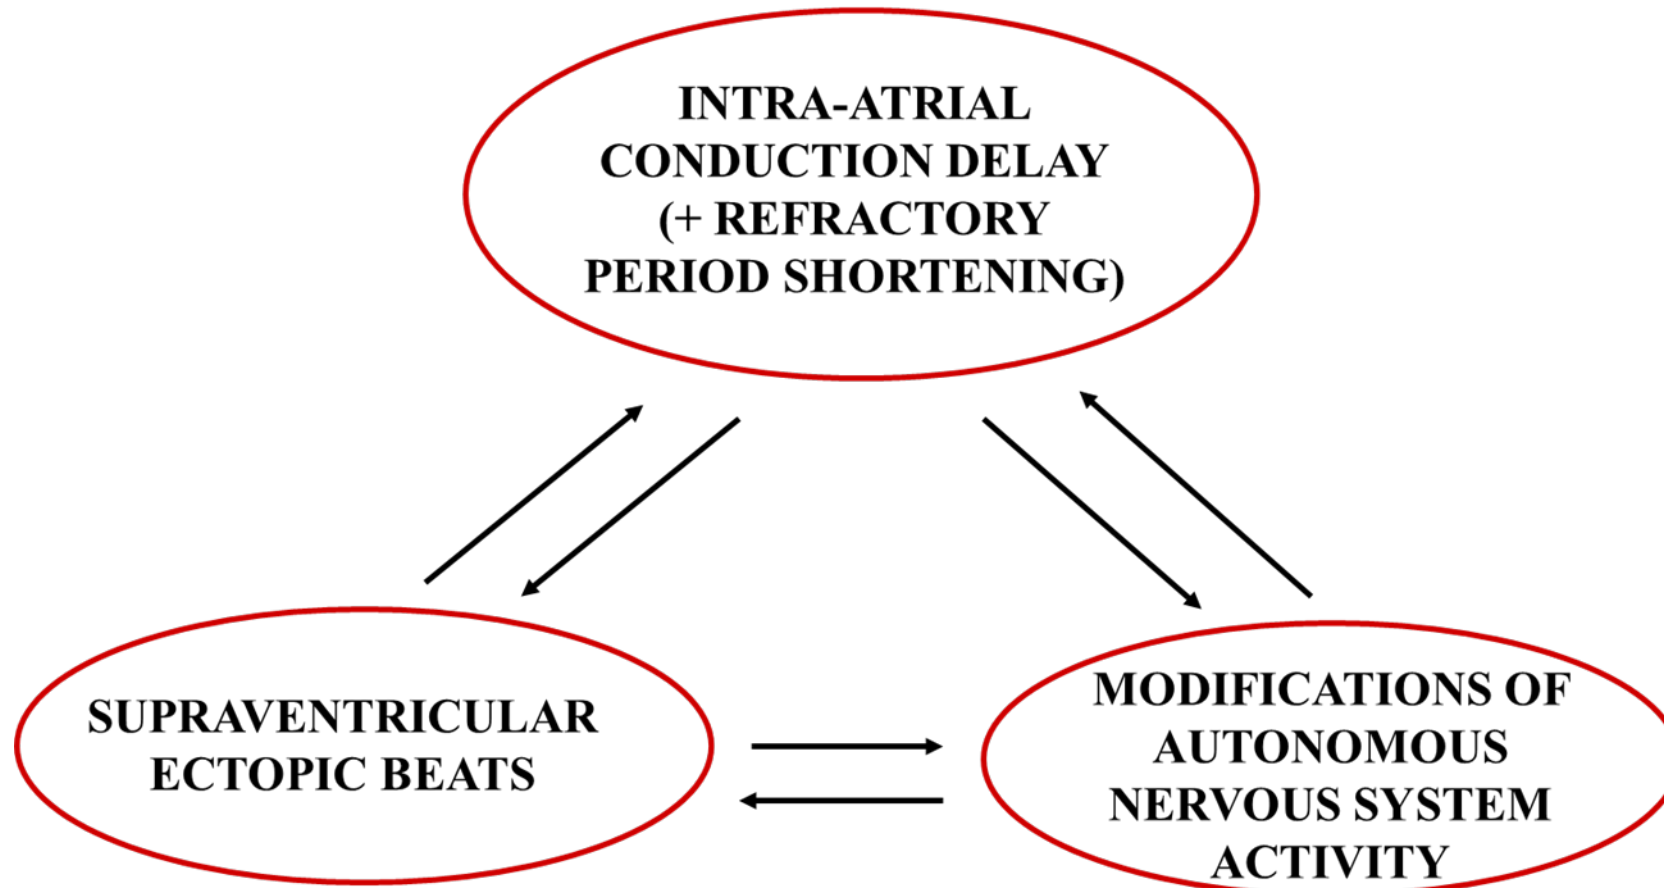 INTRA-ATRIAL
CONDUCTION DELAY
(+ REFRACTORY
PERIOD SHORTENING)
SUPRAVENTRICULAR
ECTOPIC BEATS
MODIFICATIONS OF
AUTONOMOUS
NERVOUS SYSTEM
ACTIVITY